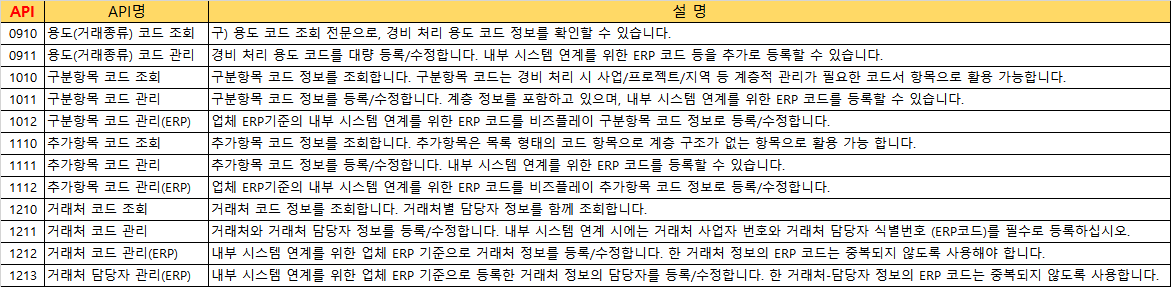 API API명 설 명
0910 용도(거래종류) 코드 조회 구) 용도 코드 조회 전문으로, 경비 처리 용도 코드 정보를 확인할 수 있습니다.
0911 용도(거래종류) 코드 관리 경비 처리 용도 코드를 대량 등록/수정합니다. 내부 시스템 연계를 위한 ERP 코드 등을 추가로 등록할 수 있습니다.
1010 구분항목 코드 조회 구분항목 코드 정보를 조회합니다. 구분항목 코드는 경비 처리 시 사업/프로젝트/지역 등 계층적 관리가 필요한 코드서 항목으로 활용 가능합니다.
1011 구분항목 코드 관리 구분항목 코드 정보를 등록/수정합니다. 계층 정보를 포함하고 있으며, 내부 시스템 연계를 위한 ERP 코드를 등록할 수 있습니다.
1012 구분항목 코드 관리(ERP) 업체 ERP기준의 내부 시스템 연계를 위한 ERP 코드를 비즈플레이 구분항목 코드 정보로 등록/수정합니다.
1110 추가항목 코드 조회 추가항목 코드 정보를 조회합니다. 추가항목은 목록 형태의 코드 항목으로 계층 구조가 없는 항목으로 활용 가능 합니다.
1111 추가항목 코드 관리 추가항목 코드 정보를 등록/수정합니다. 내부 시스템 연계를 위한 ERP 코드를 등록할 수 있습니다.
1112 추가항목 코드 관리(ERP) 업체 ERP기준의 내부 시스템 연계를 위한 ERP 코드를 비즈플레이 추가항목 코드 정보로 등록/수정합니다.
1210 거래처 코드 조회 거래처 코드 정보를 조회합니다. 거래처별 담당자 정보를 함께 조회합니다.
1211 거래처 코드 관리 거래처와 거래처 담당자 정보를 등록/수정합니다. 내부 시스템 연계 시에는 거래처 사업자 번호와 거래처 담당자 식별번호 (ERP코드)를 필수로 등록하십시오.
1212 거래처 코드 관리(ERP) 내부 시스템 연계를 위한 업체 ERP 기준으로 거래처 정보를 등록/수정합니다. 한 거래처 정보의 ERP 코드는 중복되지 않도록 사용해야 합니다.
1213 거래처 담당자 관리(ERP) 내부 시스템 연계를 위한 업체 ERP 기준으로 등록한 거래처 정보의 담당자를 등록/수정합니다. 한 거래처-담당자 정보의 ERP 코드는 중복되지 않도록 사용합니다.